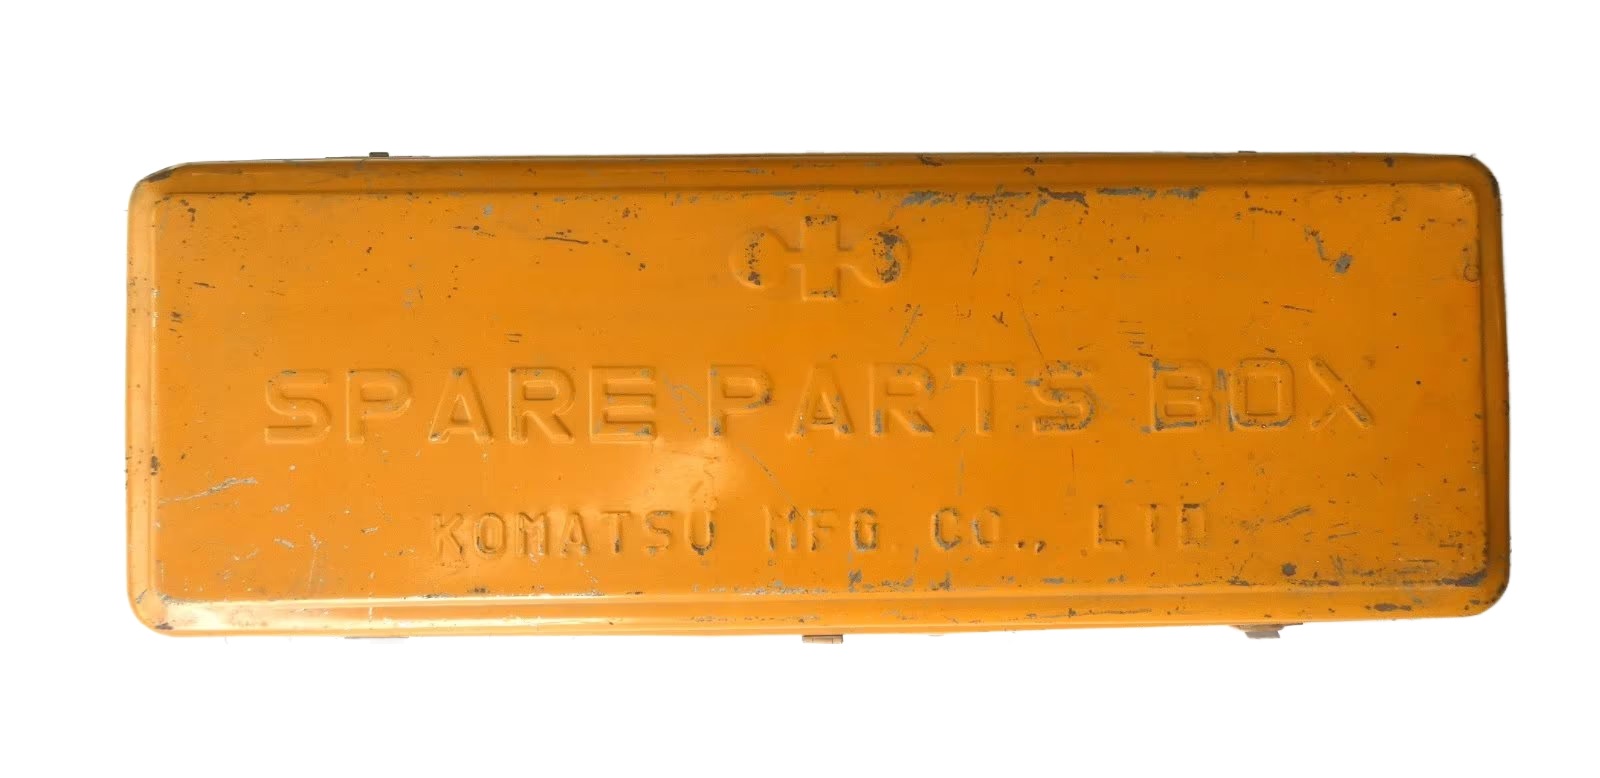 SPARE PARTS BOX
KOMATSU MFG. CO., LTD